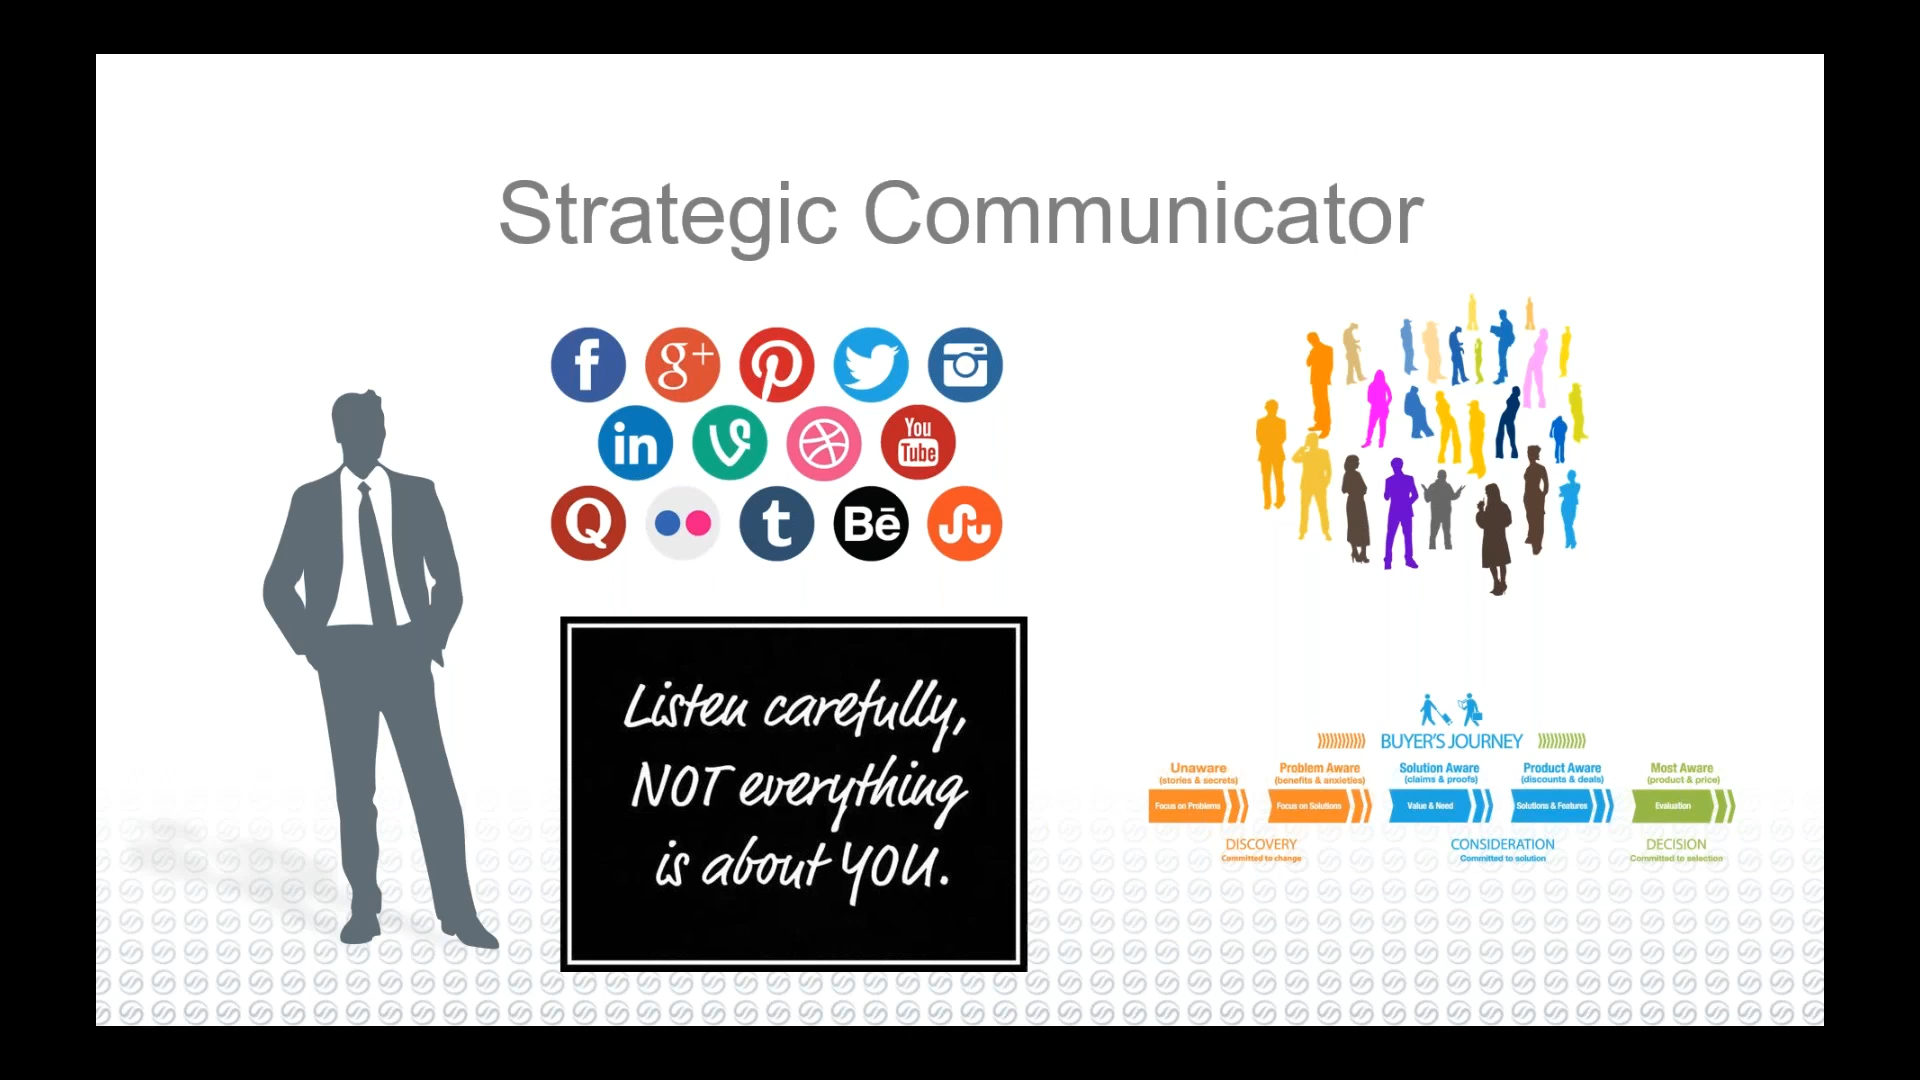 Strategic Communicator
f g+ p
in
You
Tube
Q t Bē
Listen carefully,
NOT everything
is about YOU.
BUYER'S JOURNEY
Unaware
(stories & secrets)
Focus on Problems
Problem Aware
(benefits & anxieties)
Focus on Solutions
Solution Aware
(claims & proofs)
Value & Need
Product Aware
(discounts & deals)
Solutions & Features
Most Aware
(product & price)
Evaluation
DISCOVERY
Committed to change
CONSIDERATION
Committed to solution
DECISION
Committed to selection